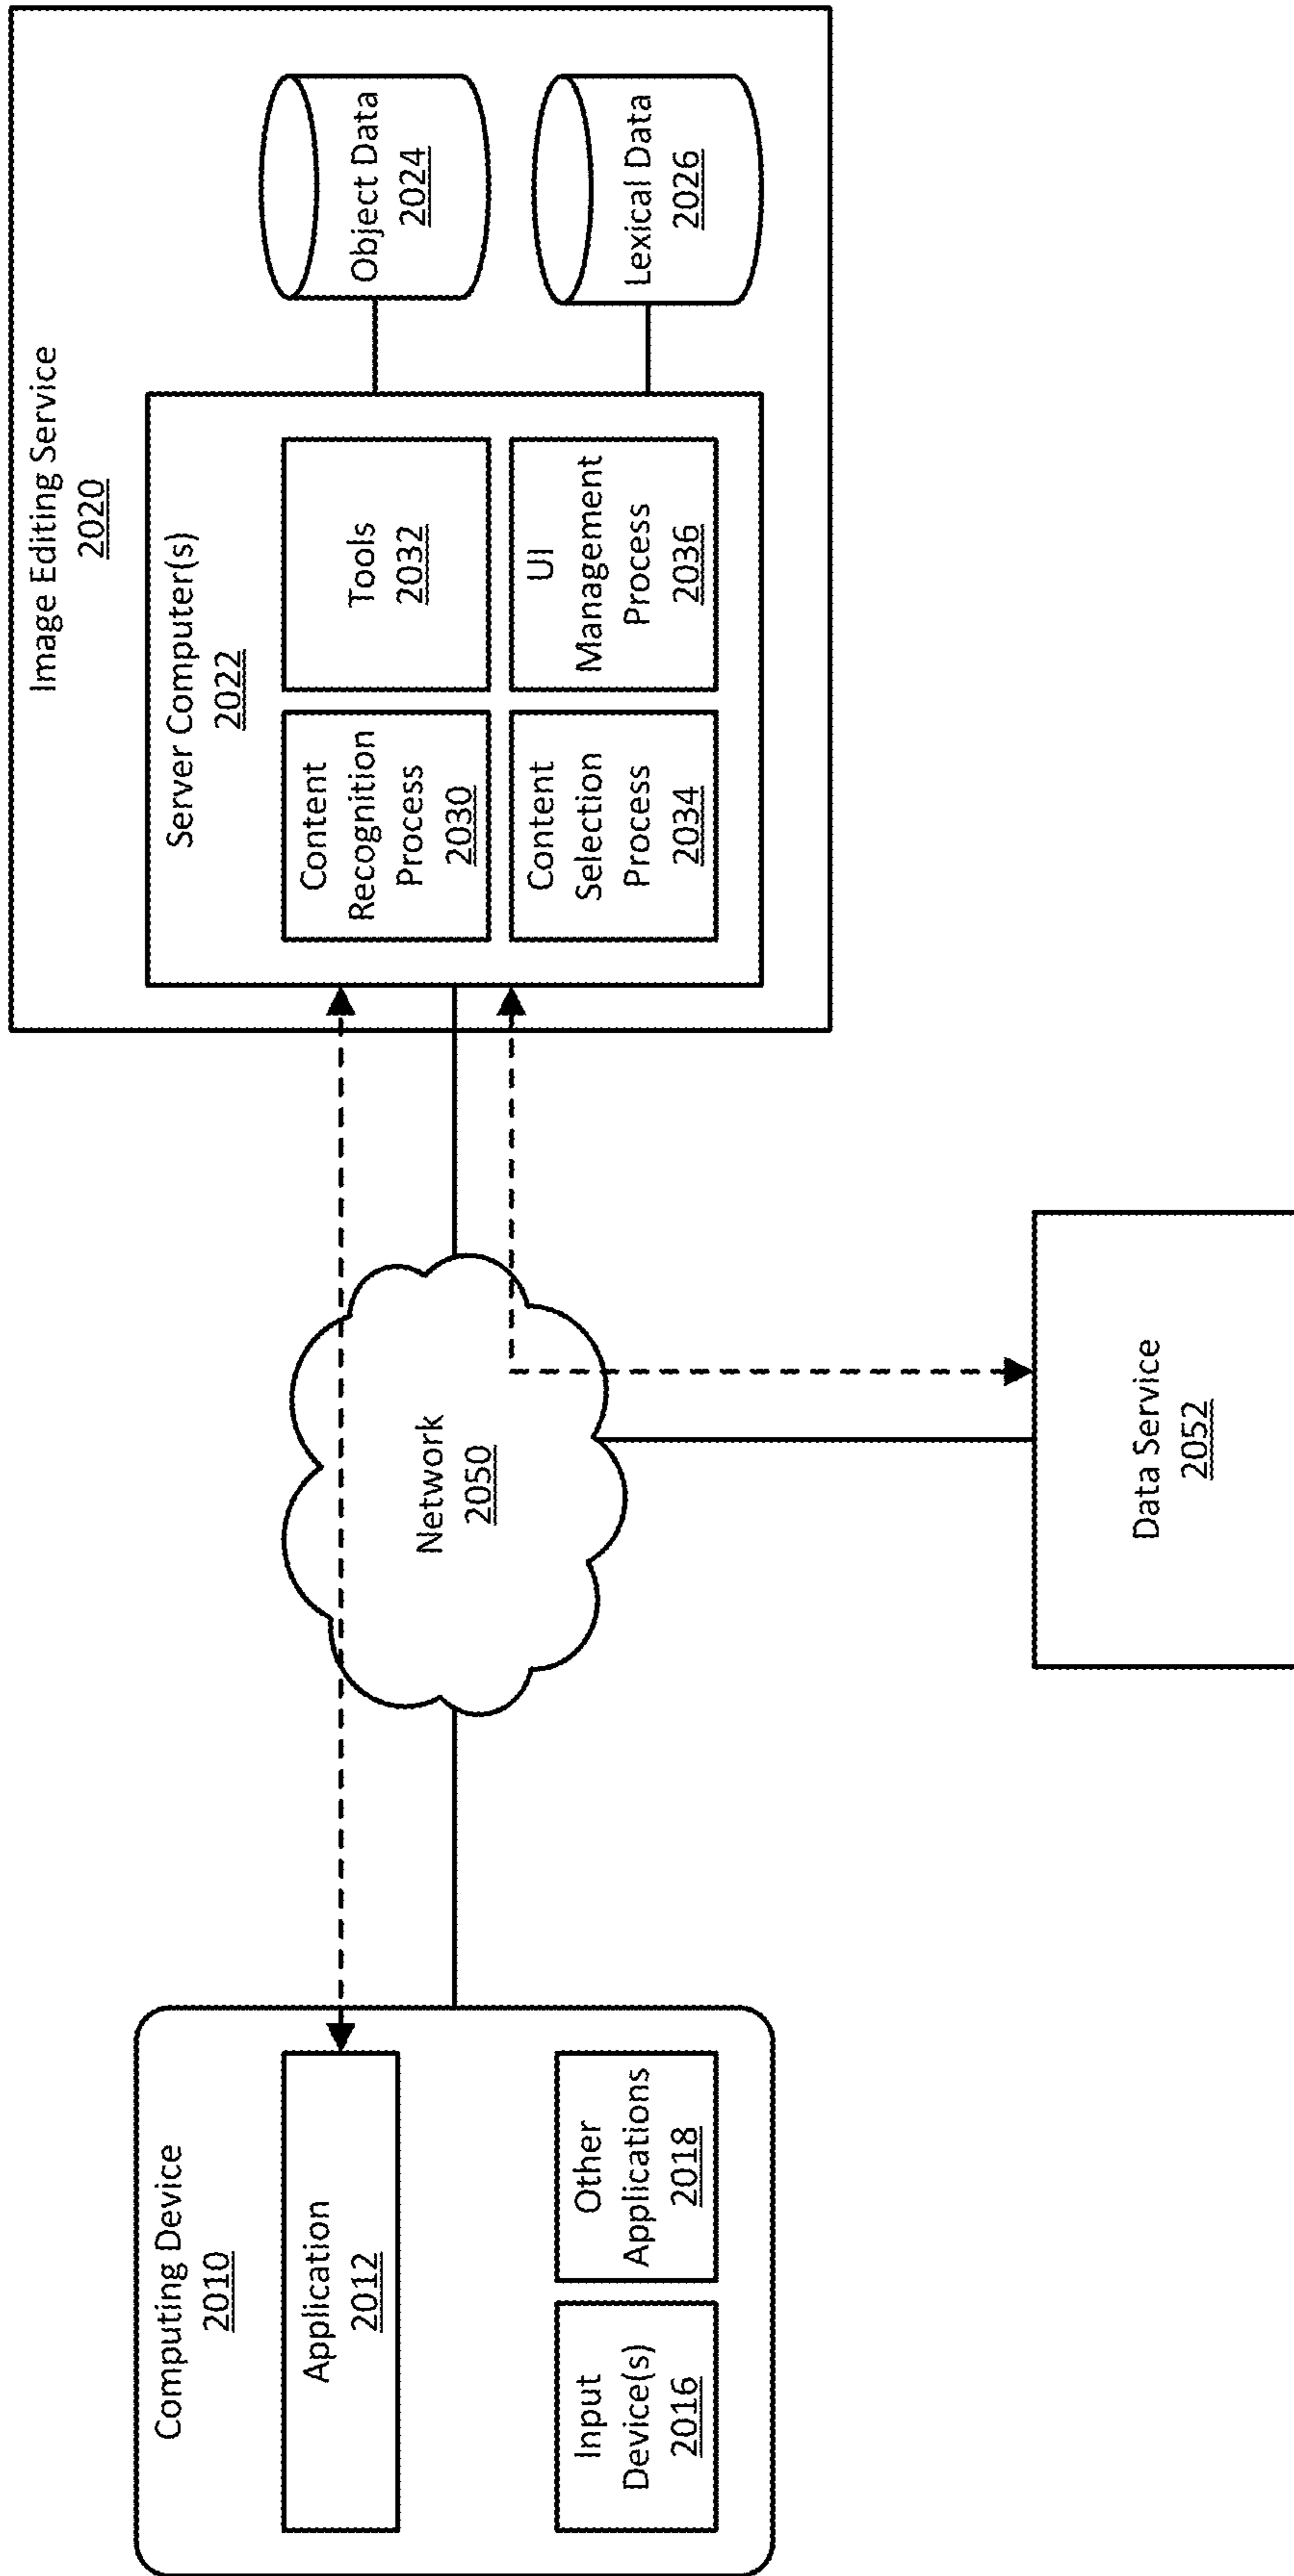 Computing Device
2010
Application
2012
Input
Device(s)
2016
Other
Applications
2018
Network
2050
Data Service
2052
Image Editing Service
2020
Server Computer(s)
2022
Content
Recognition
Process
2030
Tools
2032
Content
Selection
Process
2034
UI
Management
Process
2036
Object Data
2024
Lexical Data
2026